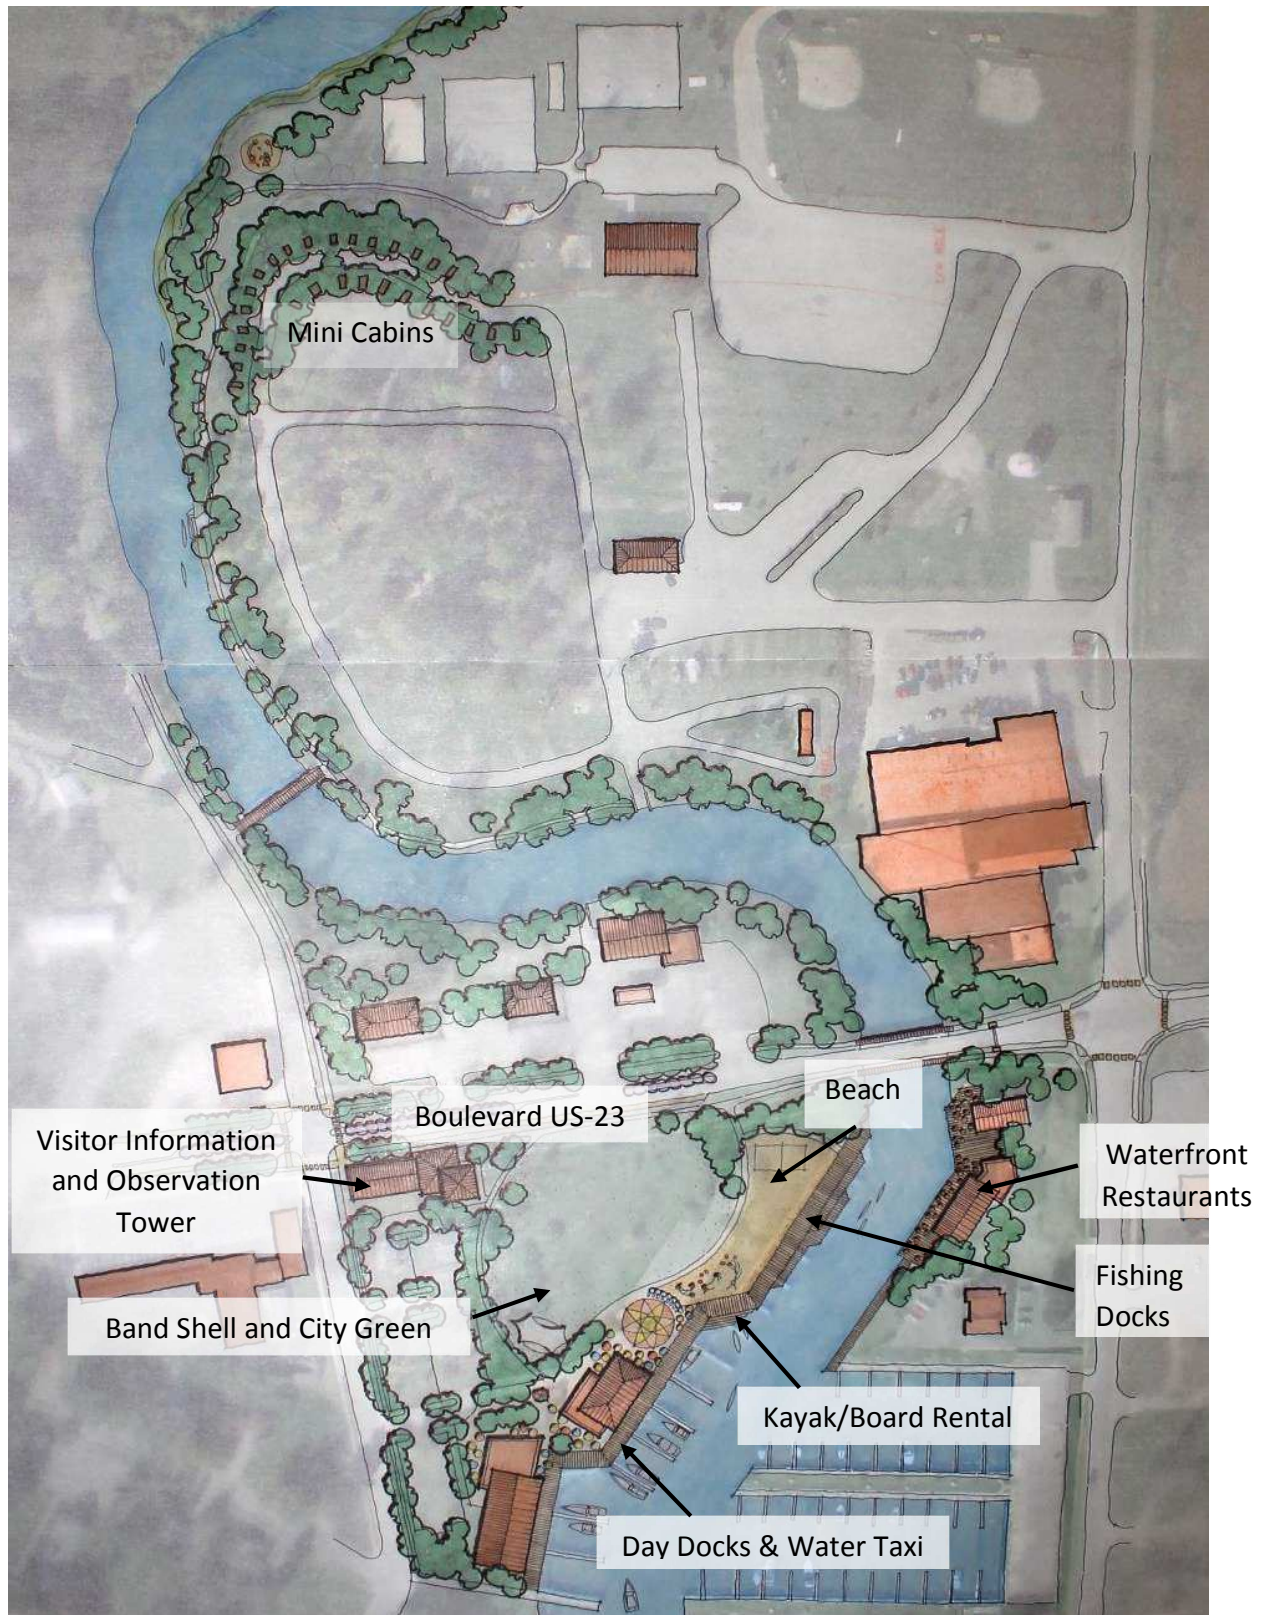 Mini Cabins
Beach
Boulevard US-23
Visitor Information
and Observation
Tower
Waterfront
Restaurants
Fishing
Docks
Band Shell and City Green
Kayak/Board Rental
Day Docks & Water Taxi